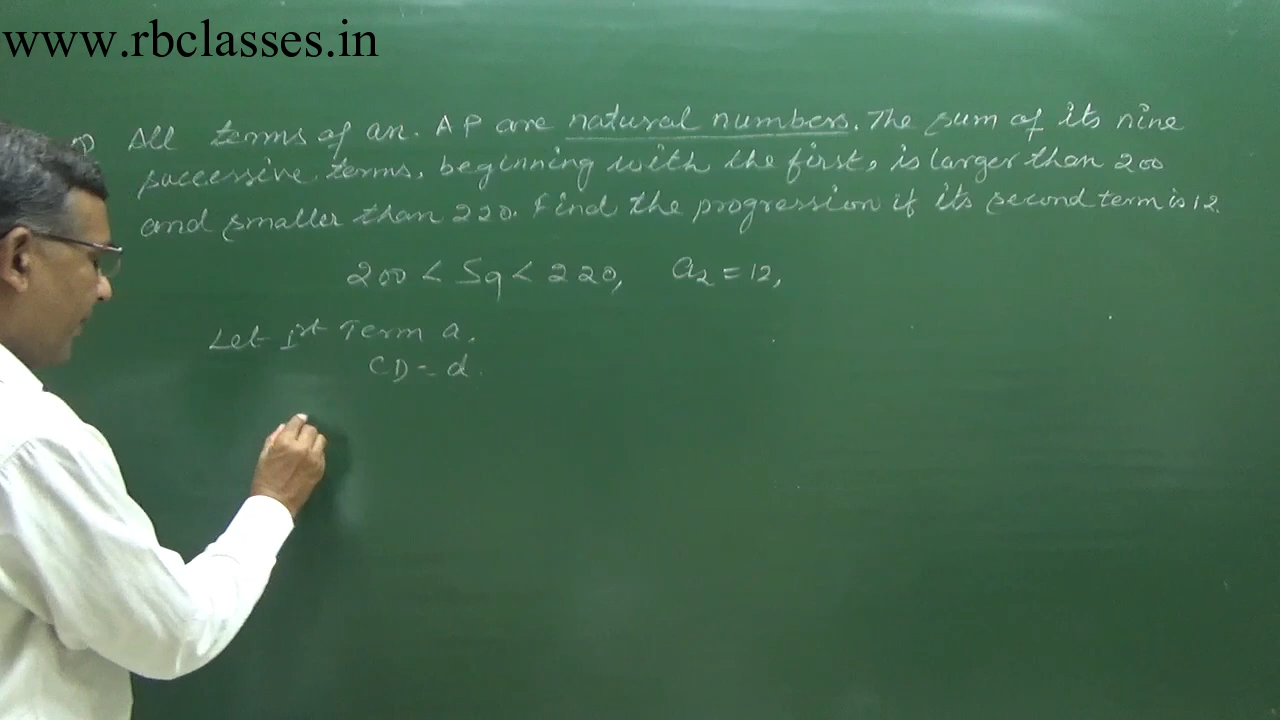 www.rbclasses.in
All terms of an. AP are natural numbers. The sum of its nine
successive terms, beginning with the first, is larger than 200
and smaller than 220. Find the progression if its second term is 12.
200 < S9 < 220, a2 = 12,
Let Ist Term a.
CD = d.